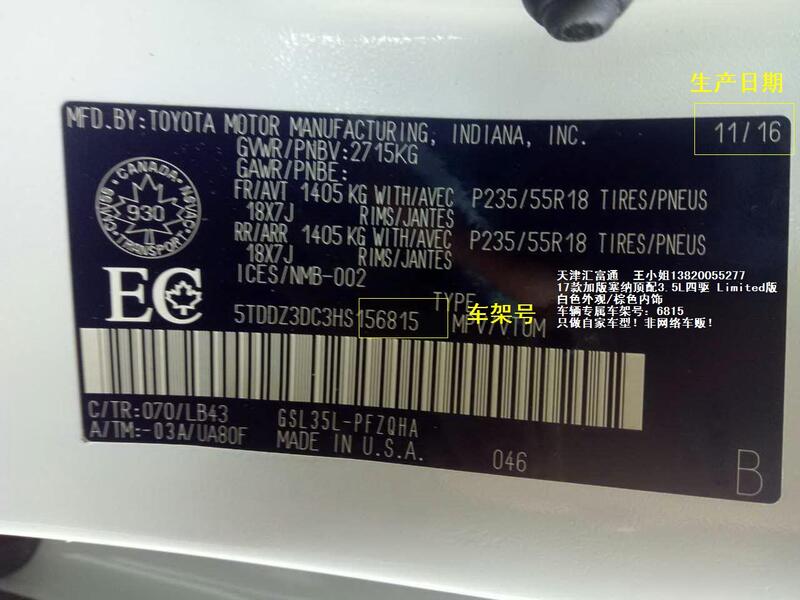 生产日期
MFD.BY:TOYOTA MOTOR MANUFACTURING, INDIANA, INC.
11/16
GVWR/PNBV:2715KG
GAWR/PNBE:
FR/AVT 1405 KG WITH/AVEC P235/55R18 TIRES/PNEUS
18X7J RIMS/JANTES
RR/ARR 1405 KG WITH/AVEC P235/55R18 TIRES/PNEUS
18X7J RIMS/JANTES
ICES/NMB-002
CANADA
930
TRANSPORT
EC
TYPE
5TDDZ3DC3HS156815
车架号
MPV/VTUM
天津汇富通 王小姐13820055277
17款加版塞纳顶配3.5L四驱 Limited版
白色外观/棕色内饰
车辆专属车架号：6815
只做自家车型！非网络车贩！
C/TR:070/LB43 GSL35L-PFZQHA
A/TM:-03A/UA80F MADE IN U.S.A.
046
B